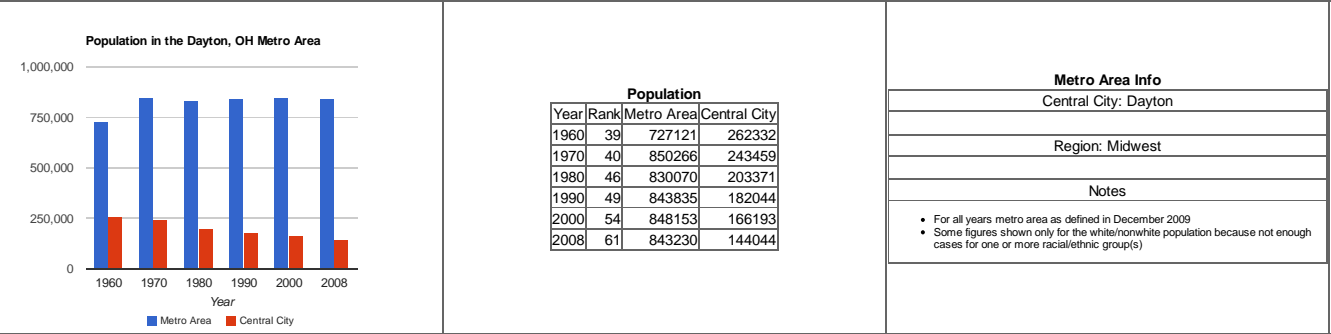 Population in the Dayton, OH Metro Area
1,000,000
750,000
500,000
250,000
0
1960 1970 1980 1990 2000 2008
Year
Metro Area Central City
Population
Year Rank Metro Area Central City
1960 39 727121 262332
1970 40 850266 243459
1980 46 830070 203371
1990 49 843835 182044
2000 54 848153 166193
2008 61 843230 144044
Metro Area Info
Central City: Dayton
Region: Midwest
Notes
• For all years metro area as defined in December 2009
• Some figures shown only for the white/nonwhite population because not enough
cases for one or more racial/ethnic group(s)